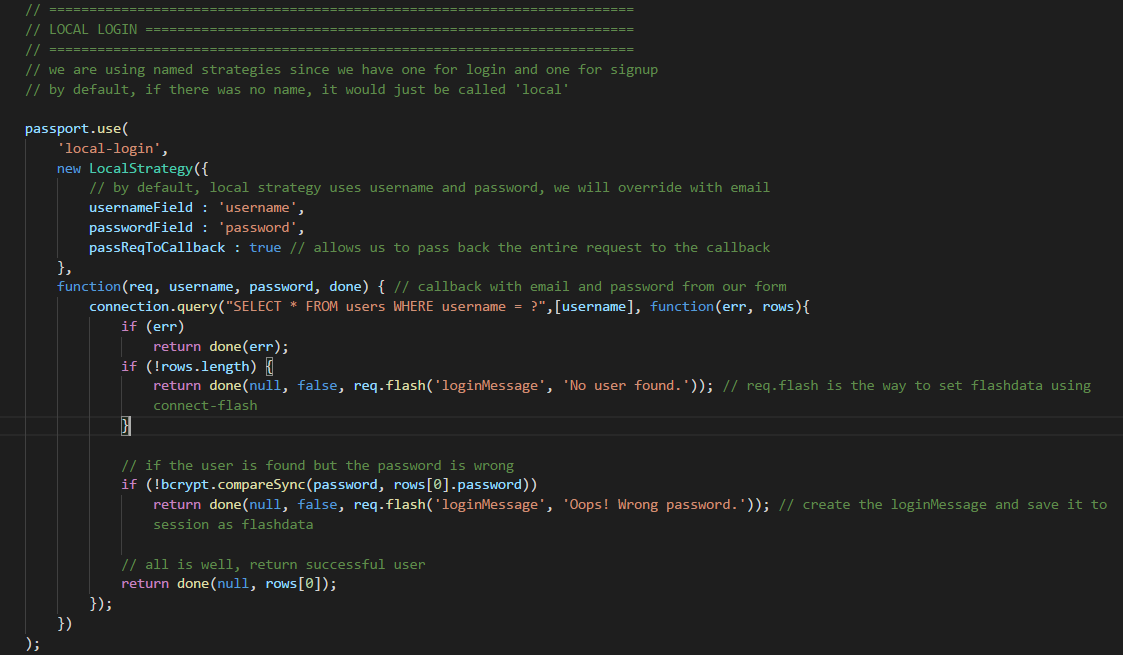 // =========================================================================
// LOCAL LOGIN =============================================================
// =========================================================================
// we are using named strategies since we have one for login and one for signup
// by default, if there was no name, it would just be called 'local'
passport.use(
'local-login',
new LocalStrategy({
// by default, local strategy uses username and password, we will override with email
usernameField : 'username',
passwordField : 'password',
passReqToCallback : true // allows us to pass back the entire request to the callback
},
function(req, username, password, done) { // callback with email and password from our form
connection.query("SELECT * FROM users WHERE username = ?",[username], function(err, rows){
if (err)
return done(err);
if (!rows.length) {
return done(null, false, req.flash('loginMessage', 'No user found.')); // req.flash is the way to set flashdata using
connect-flash
}
// if the user is found but the password is wrong
if (!bcrypt.compareSync(password, rows[0].password))
return done(null, false, req.flash('loginMessage', 'Oops! Wrong password.')); // create the loginMessage and save it to
session as flashdata
// all is well, return successful user
return done(null, rows[0]);
});
})
);